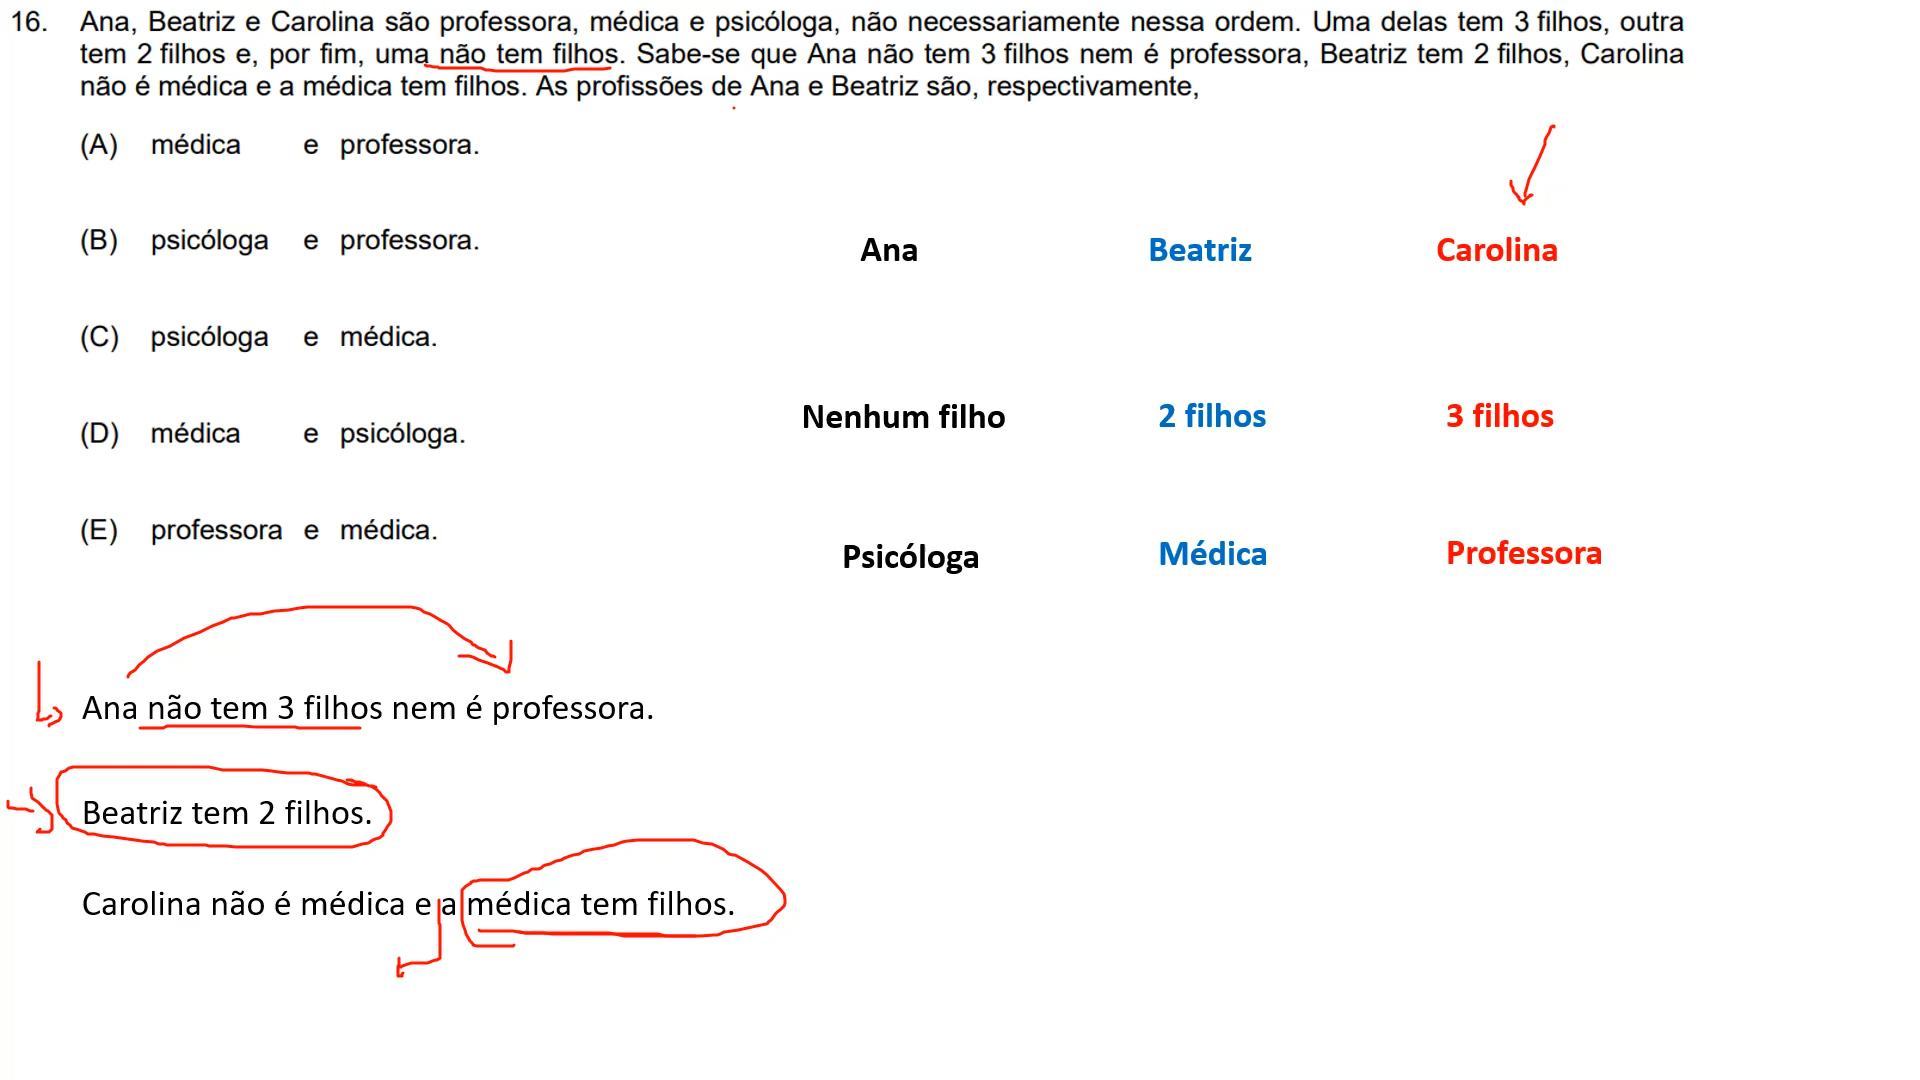 16. Ana, Beatriz e Carolina são professora, médica e psicóloga, não necessariamente nessa ordem. Uma delas tem 3 filhos, outra
tem 2 filhos e, por fim, uma não tem filhos. Sabe-se que Ana não tem 3 filhos nem é professora, Beatriz tem 2 filhos, Carolina
não é médica e a médica tem filhos. As profissões de Ana e Beatriz são, respectivamente,
(A) médica e professora.
(B) psicóloga e professora.
(C) psicóloga e médica.
(D) médica e psicóloga.
(E) professora e médica.
Ana Beatriz Carolina
Nenhum filho 2 filhos 3 filhos
Psicóloga Médica Professora
Ana não tem 3 filhos nem é professora.
Beatriz tem 2 filhos.
Carolina não é médica e a médica tem filhos.